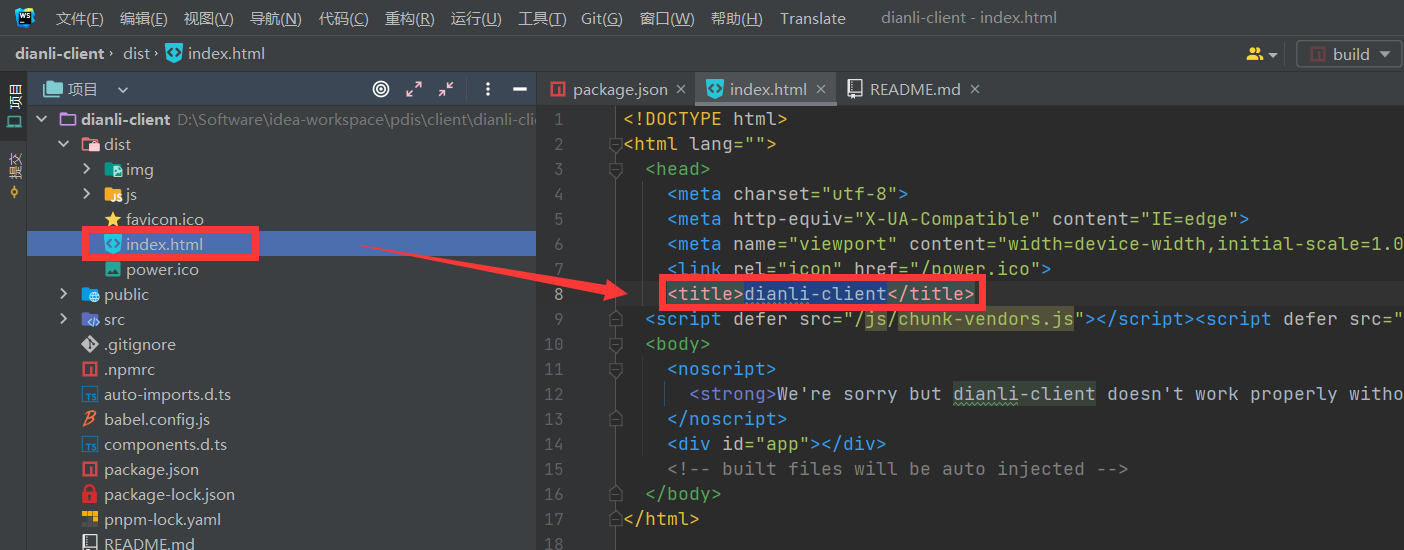 WS 文件(F) 编辑(E) 视图(V) 导航(N) 代码(C) 重构(R) 运行(U) 工具(T) Git(G) 窗口(W) 帮助(H) Translate dianli-client - index.html
dianli-client › dist › index.html build
项目 package.json index.html README.md
项目
提交
dianli-client D:\Software\idea-workspace\pdis\client\dianli-clie
dist
img
js
favicon.ico
index.html
power.ico
public
src
.gitignore
.npmrc
auto-imports.d.ts
babel.config.js
components.d.ts
package.json
package-lock.json
pnpm-lock.yaml
README.md
1 <!DOCTYPE html>
2 <html lang="">
3 <head>
4 <meta charset="utf-8">
5 <meta http-equiv="X-UA-Compatible" content="IE=edge">
6 <meta name="viewport" content="width=device-width,initial-scale=1.0
7 <link rel="icon" href="/power.ico">
8 <title>dianli-client</title>
9 <script defer src="/js/chunk-vendors.js"></script><script defer src="
10 <body>
11 <noscript>
12 <strong>We're sorry but dianli-client doesn't work properly witho
13 </noscript>
14 <div id="app"></div>
15 <!-- built files will be auto injected -->
16 </body>
17 </html>
18